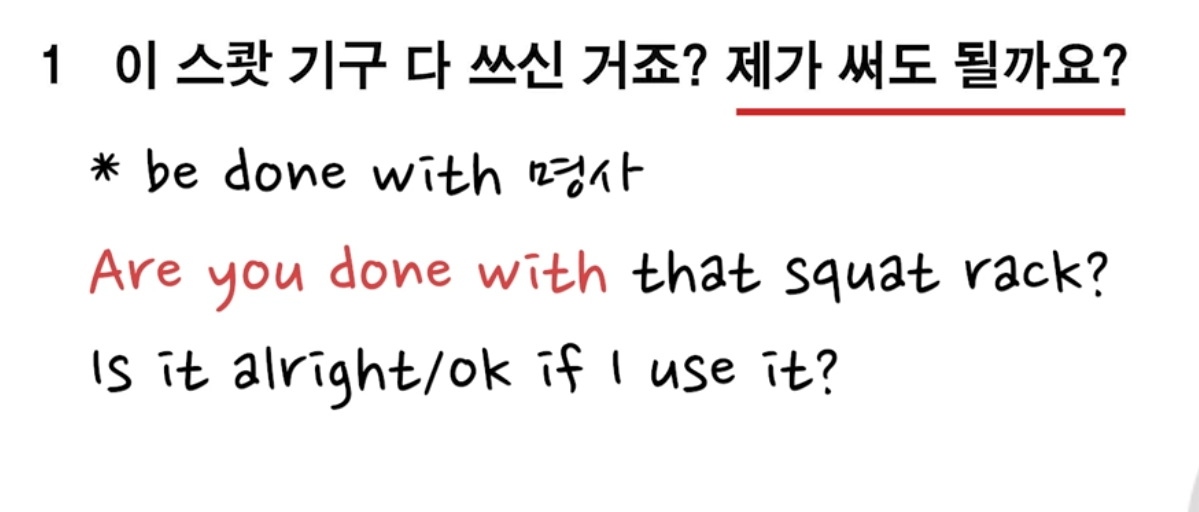 1 이 스쾃 기구 다 쓰신 거죠? 제가 써도 될까요?
* be done with 명사
Are you done with that squat rack?
Is it alright/ok if I use it?